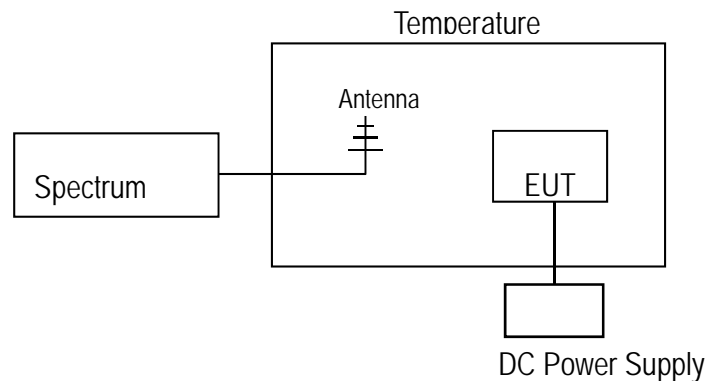 Temperature
Antenna
Spectrum
EUT
DC Power Supply